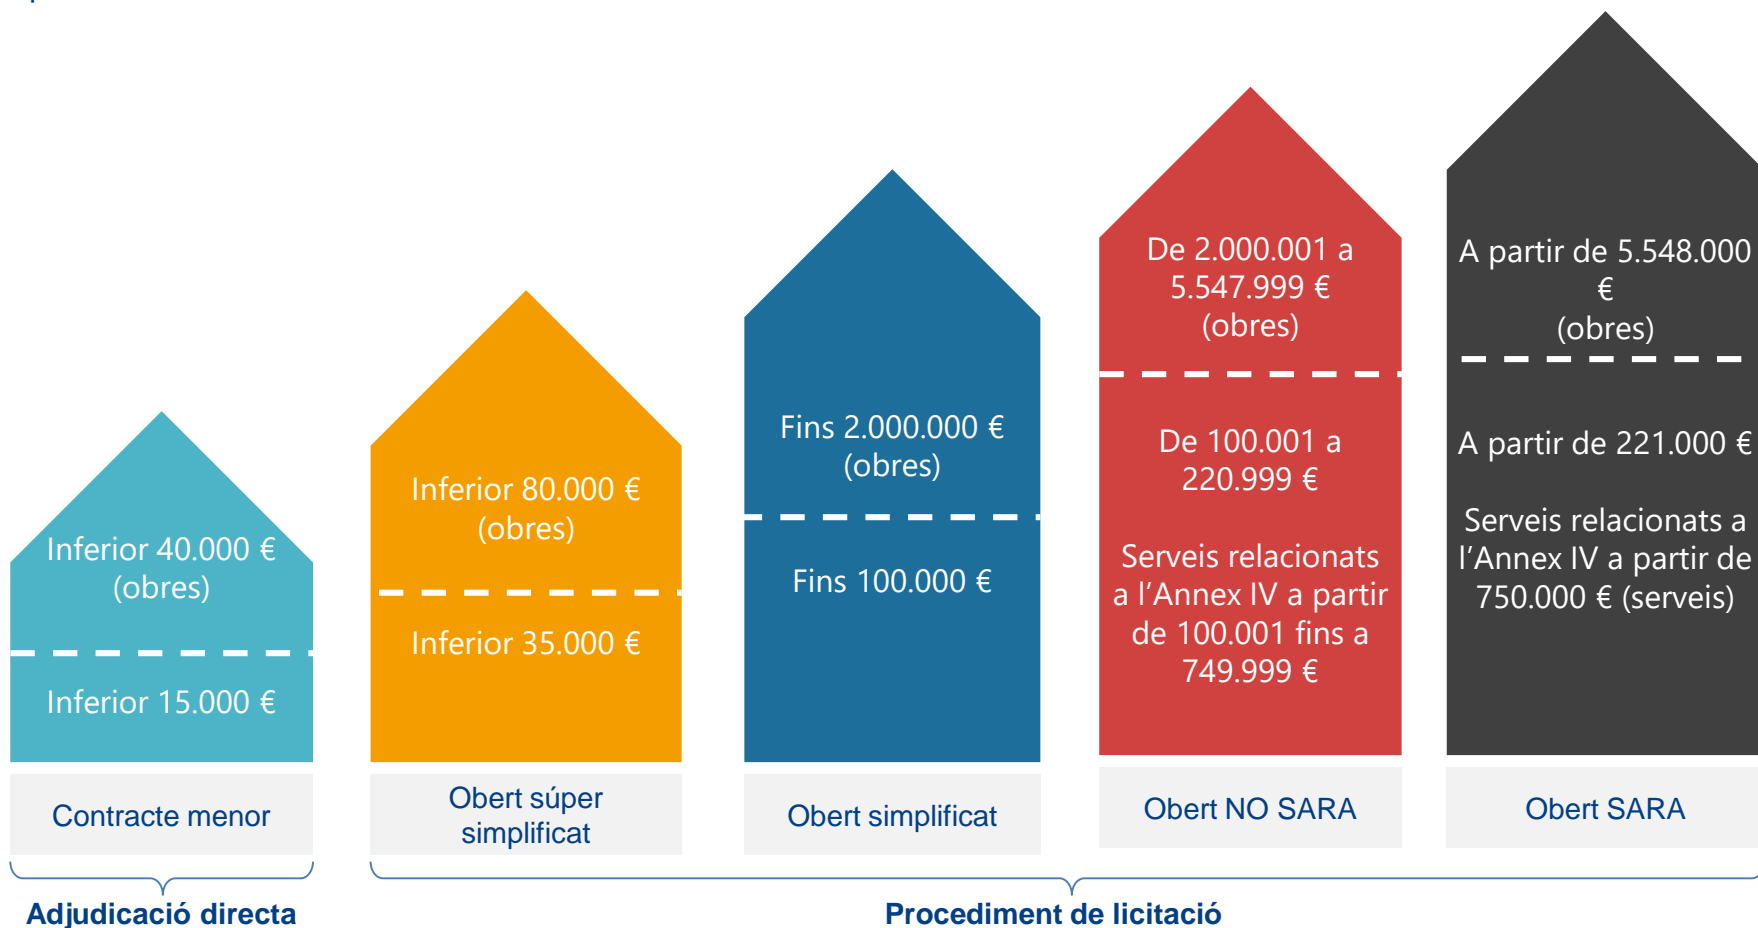 Inferior 40.000 €
(obres)
Inferior 15.000 €
Contracte menor
Adjudicació directa
Inferior 80.000 €
(obres)
Inferior 35.000 €
Obert súper
simplificat
Fins 2.000.000 €
(obres)
Fins 100.000 €
Obert simplificat
De 2.000.001 a
5.547.999 €
(obres)
De 100.001 a
220.999 €
Serveis relacionats
a l’Annex IV a partir
de 100.001 fins a
749.999 €
Obert NO SARA
A partir de 5.548.000
€
(obres)
A partir de 221.000 €
Serveis relacionats a
l’Annex IV a partir de
750.000 € (serveis)
Obert SARA
Procediment de licitació